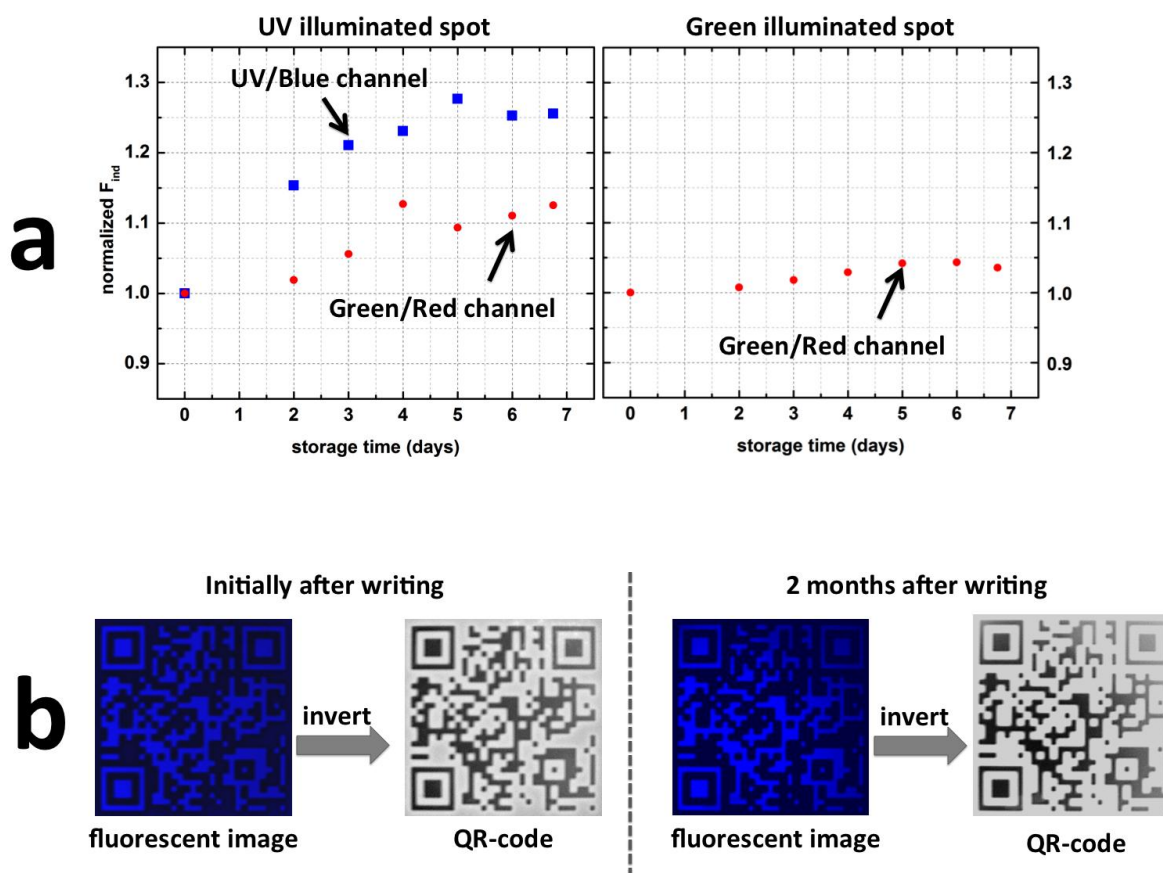 a
UV illuminated spot
Green illuminated spot
UV/Blue channel
Green/Red channel
normalized F_ind
1.3
1.2
1.1
1.0
0.9
0 1 2 3 4 5 6 7
storage time (days)
Green/Red channel
1.3
1.2
1.1
1.0
0.9
0 1 2 3 4 5 6 7
storage time (days)
b
Initially after writing
2 months after writing
invert
invert
fluorescent image
QR-code
fluorescent image
QR-code